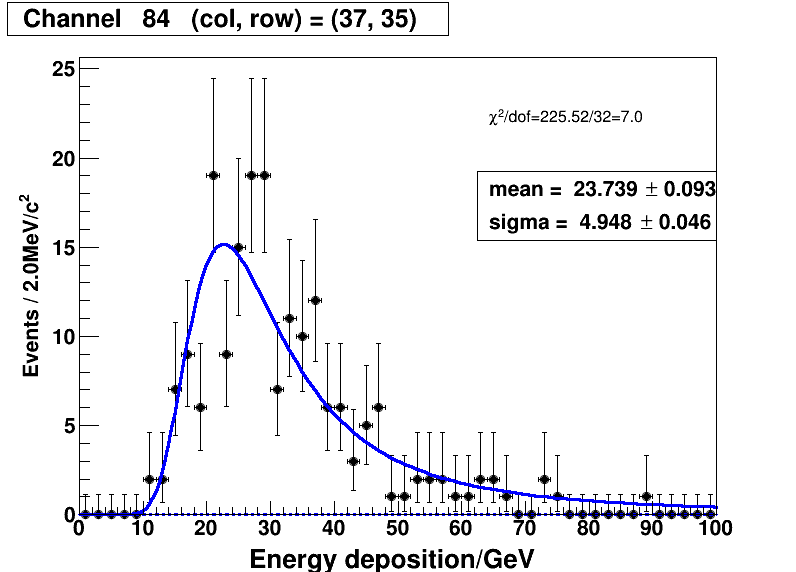 Channel 84 (col, row) = (37, 35)
25
χ²/dof=225.52/32=7.0
20
mean = 23.739 ± 0.093
sigma = 4.948 ± 0.046
15
10
5
0
Events / 2.0MeV/c²
0 10 20 30 40 50 60 70 80 90 100
Energy deposition/GeV